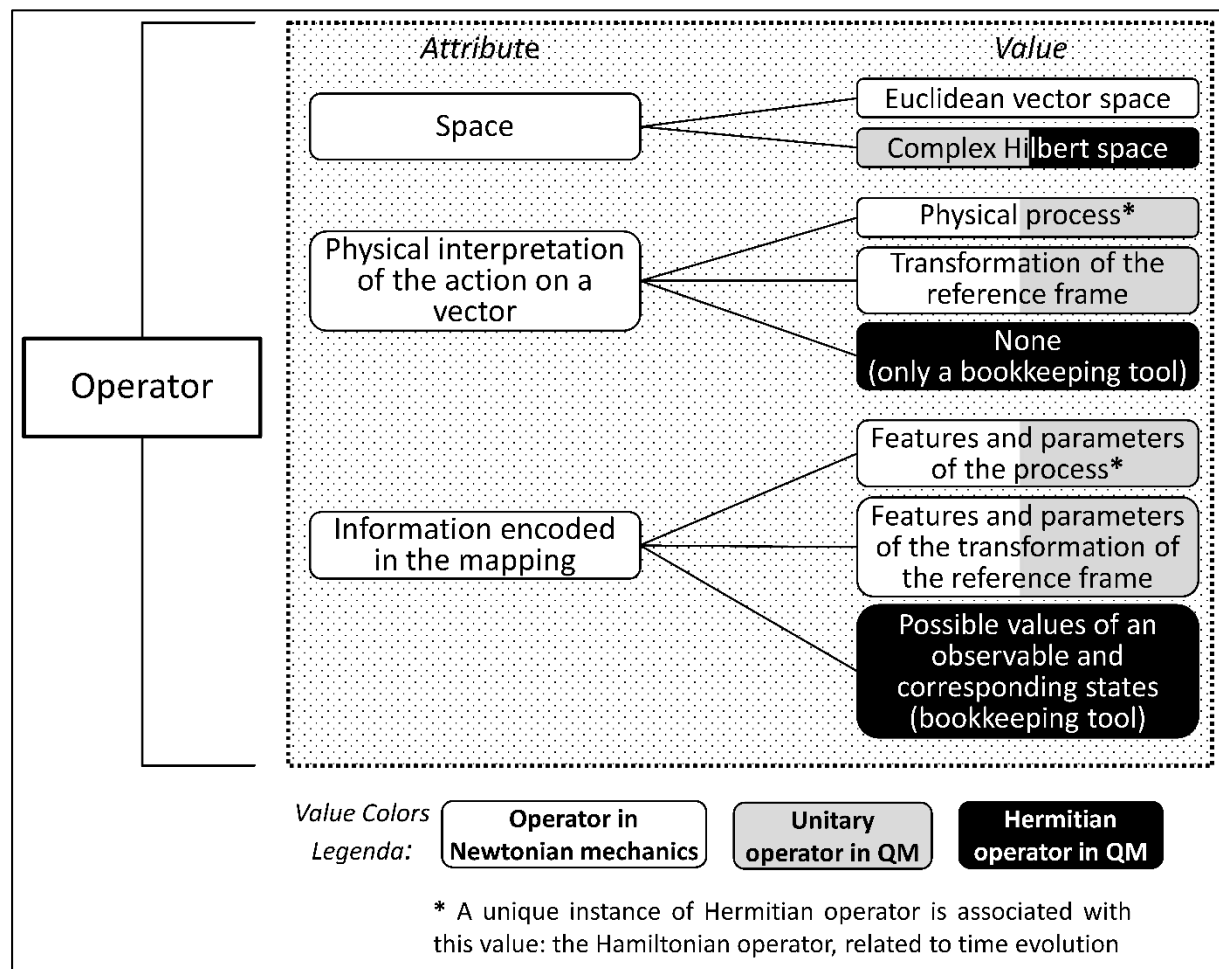 Attribute
Value
Space
Euclidean vector space
Complex Hilbert space
Physical interpretation
of the action on a
vector
Physical process*
Transformation of the
reference frame
None
(only a bookkeeping tool)
Operator
Information encoded
in the mapping
Features and parameters
of the process*
Features and parameters
of the transformation of
the reference frame
Possible values of an
observable and
corresponding states
(bookkeeping tool)
Value Colors
Legenda:
Operator in
Newtonian mechanics
Unitary
operator in QM
Hermitian
operator in QM
* A unique instance of Hermitian operator is associated with
this value: the Hamiltonian operator, related to time evolution